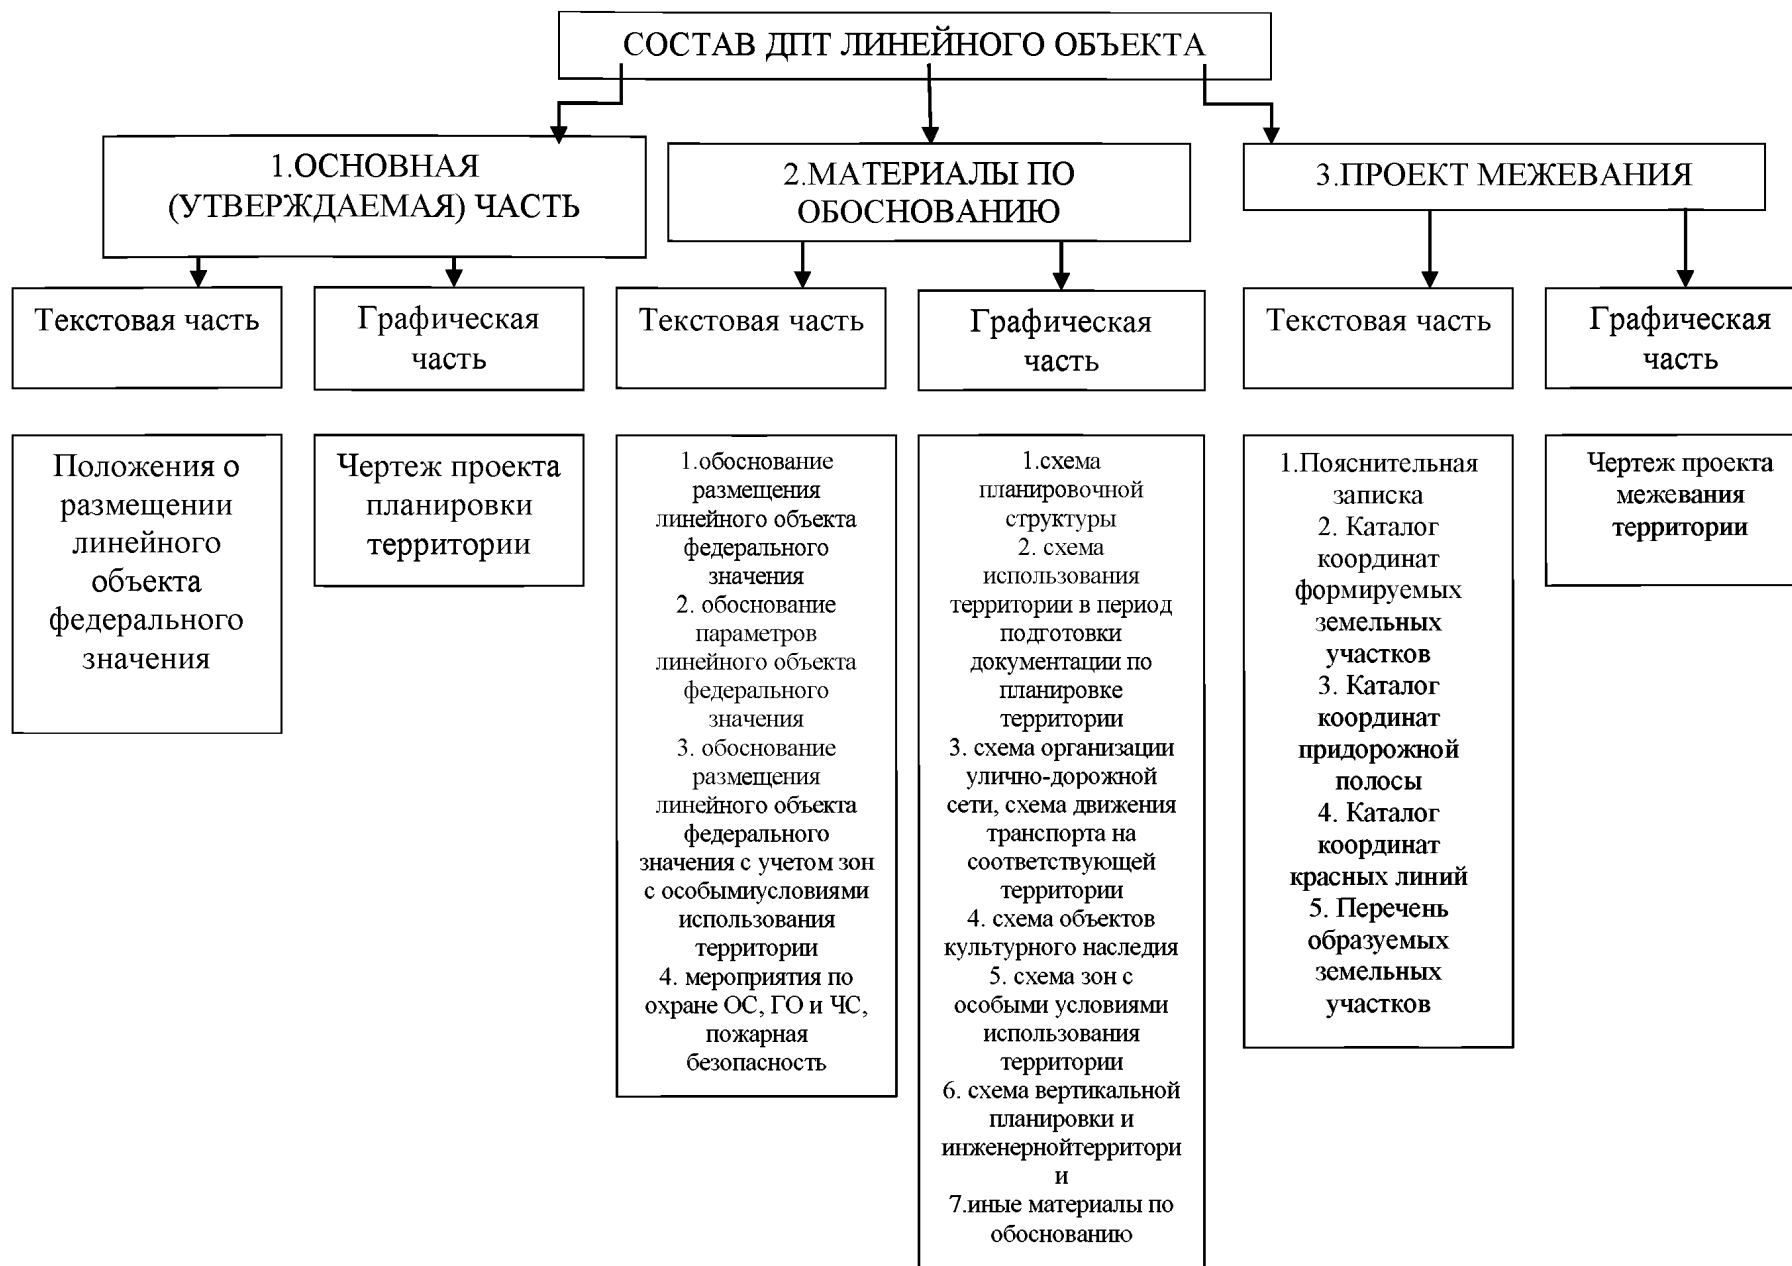 СОСТАВ ДПТ ЛИНЕЙНОГО ОБЪЕКТА
1.ОСНОВНАЯ
(УТВЕРЖДАЕМАЯ) ЧАСТЬ
2.МАТЕРИАЛЫ ПО
ОБОСНОВАНИЮ
3.ПРОЕКТ МЕЖЕВАНИЯ
Текстовая часть
Графическая
часть
Текстовая часть
Графическая
часть
Текстовая часть
Графическая
часть
Положения о
размещении
линейного
объекта
федерального
значения
Чертеж проекта
планировки
территории
1.обоснование
размещения
линейного объекта
федерального
значения
2. обоснование
параметров
линейного объекта
федерального
значения
3. обоснование
размещения
линейного объекта
федерального
значения с учетом зон
с особымиусловиями
использования
территории
4. мероприятия по
охране ОС, ГО и ЧС,
пожарная
безопасность
1.схема
планировочной
структуры
2. схема
использования
территории в период
подготовки
документации по
планировке
территории
3. схема организации
улично-дорожной
сети, схема движения
транспорта на
соответствующей
территории
4. схема объектов
культурного наследия
5. схема зон с
особыми условиями
использования
территории
6. схема вертикальной
планировки и
инженернойтерритори
и
7.иные материалы по
обоснованию
1.Пояснительная
записка
2. Каталог
координат
формируемых
земельных
участков
3. Каталог
координат
придорожной
полосы
4. Каталог
координат
красных линий
5. Перечень
образуемых
земельных
участков
Чертеж проекта
межевания
территории